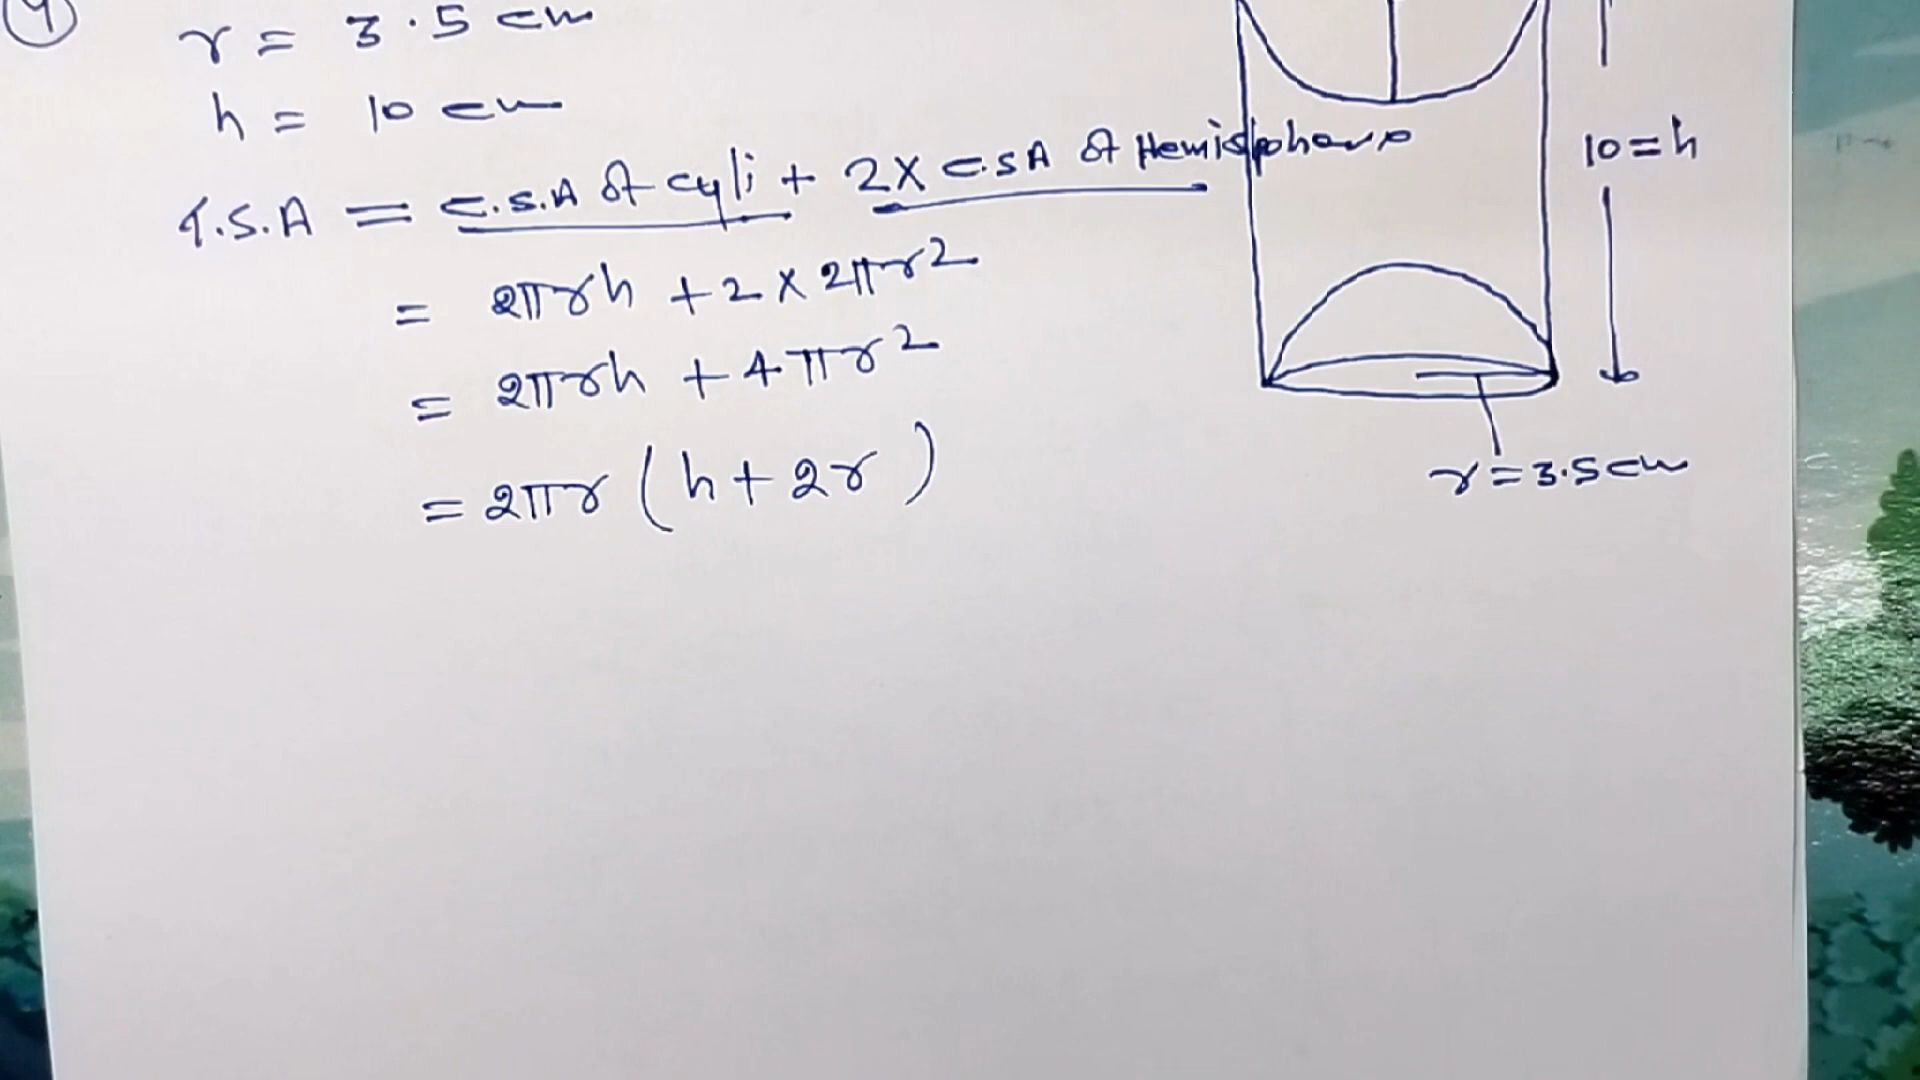 9
r = 3.5 cm
h = 10 cm
T.S.A = C.S.A of cyli + 2 x C.S.A of Hemisphere
= 2πrh + 2 x 2πr²
= 2πrh + 4πr²
= 2πr (h + 2r)
10 = h
r = 3.5 cm